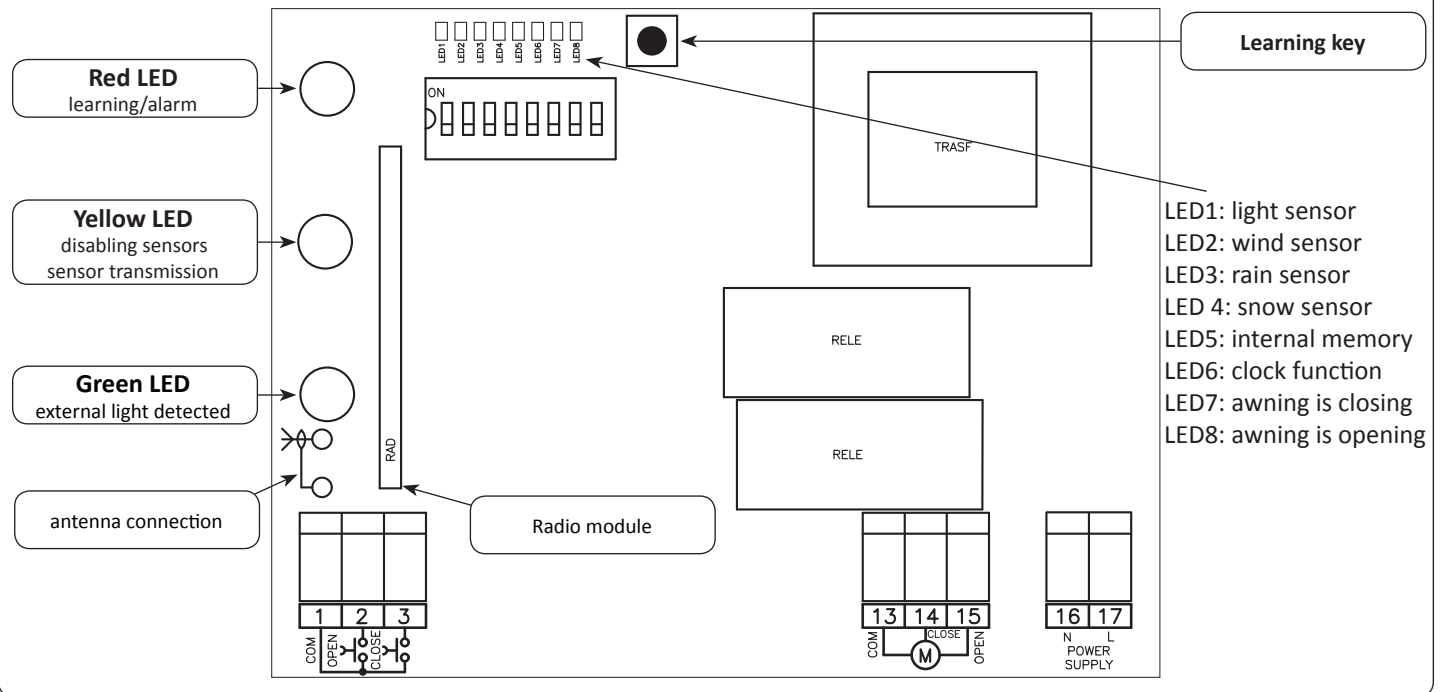 LED1
LED2
LED3
LED4
LED5
LED6
LED7
LED8
Learning key
Red LED
learning/alarm
ON
TRASF
Yellow LED
disabling sensors
sensor transmission
LED1: light sensor
LED2: wind sensor
LED3: rain sensor
LED 4: snow sensor
LED5: internal memory
LED6: clock function
LED7: awning is closing
LED8: awning is opening
RELE
Green LED
external light detected
RAD
RELE
antenna connection
Radio module
1 2 3
COM
OPEN
CLOSE
13 14 15
COM
CLOSE
OPEN
M
16 17
N L
POWER
SUPPLY